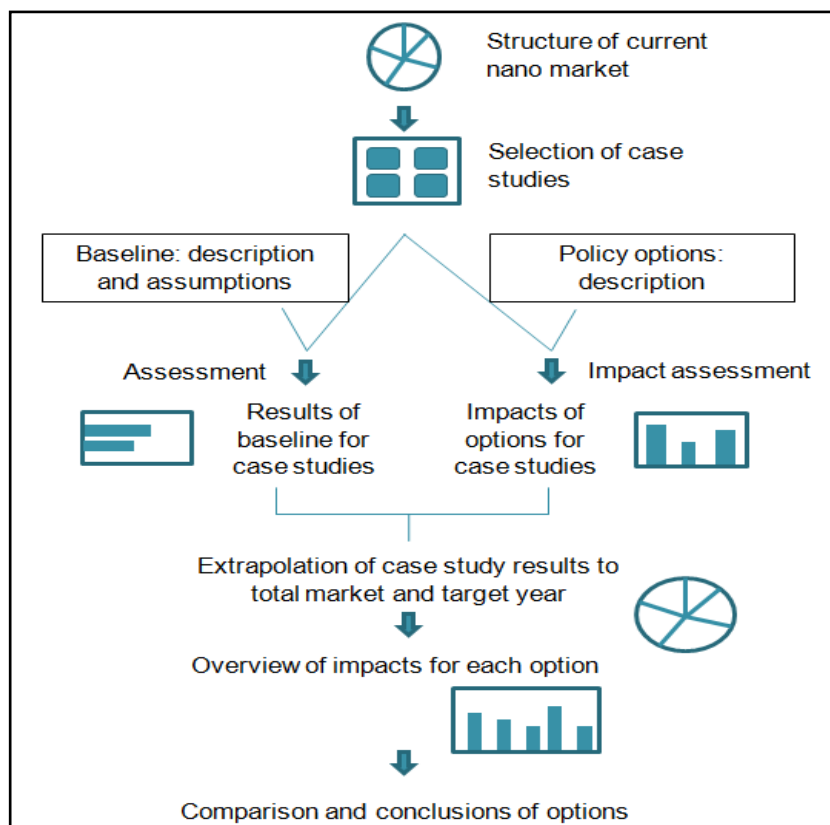 Structure of current
nano market
Selection of case
studies
Baseline: description
and assumptions
Policy options:
description
Assessment
Impact assessment
Results of
baseline for
case studies
Impacts of
options for
case studies
Extrapolation of case study results to
total market and target year
Overview of impacts for each option
Comparison and conclusions of options